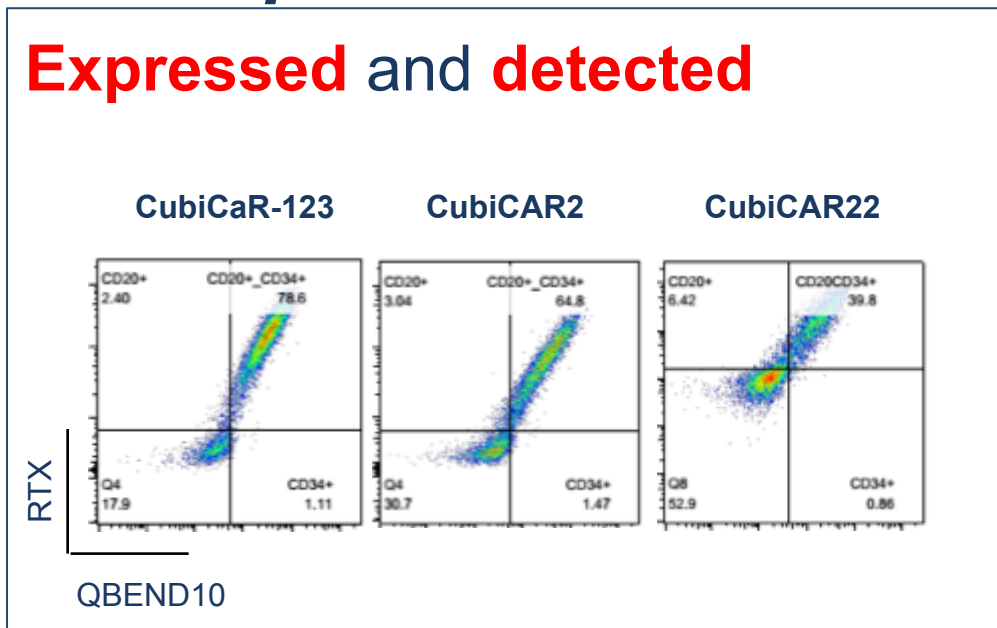 Expressed and detected
CubiCaR-123 CubiCAR2 CubiCAR22
CD20+ CD20+_CD34+ CD20+ CD20+_CD34+ CD20+ CD20CD34+
2.40 78.6 3.04 64.8 6.42 39.8
Q4 CD34+ Q4 CD34+ Q8 CD34+
17.9 1.11 30.7 1.47 52.9 0.86
RTX
QBEND10